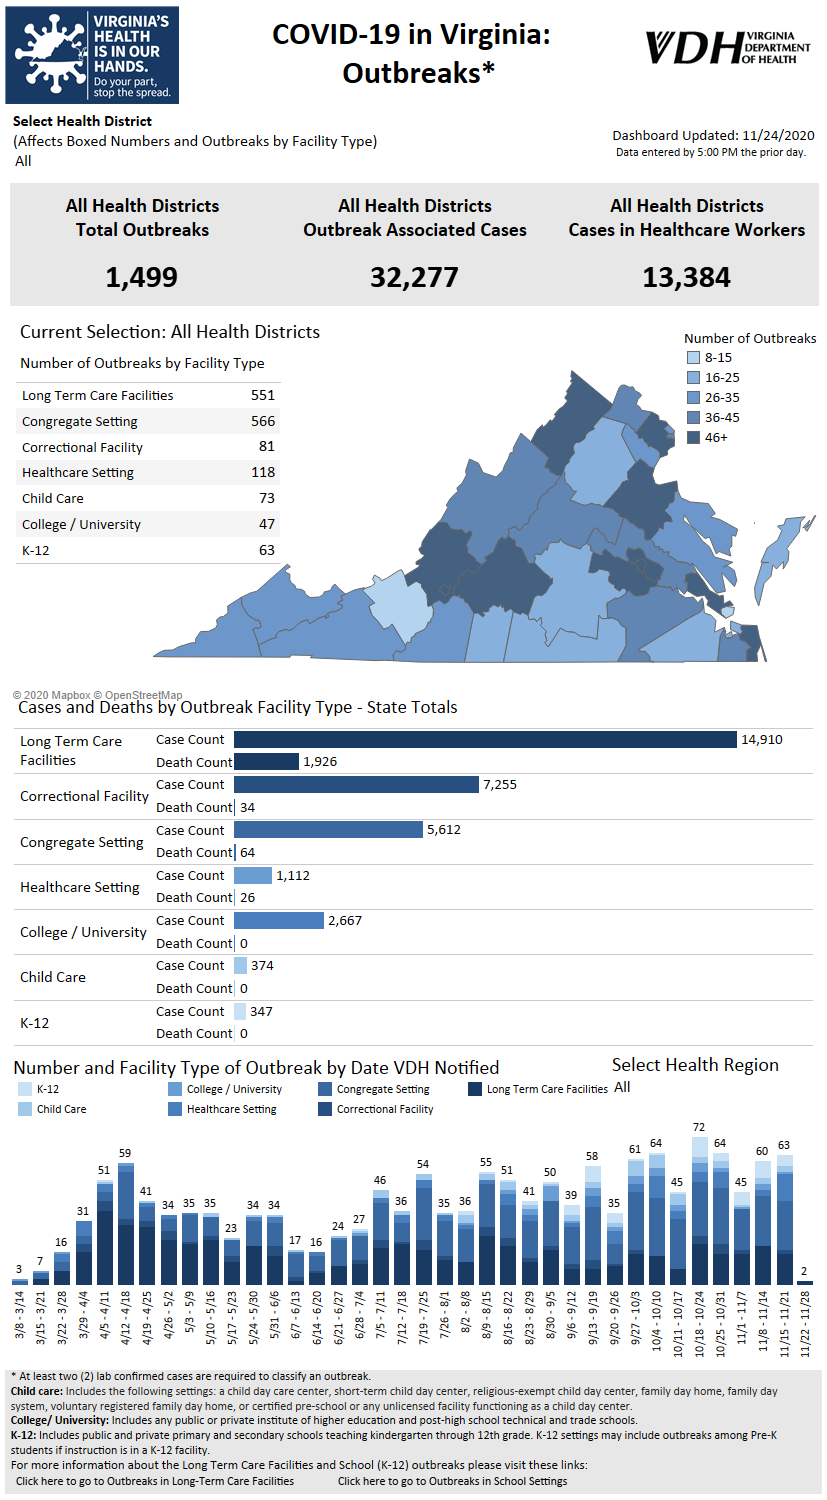 VIRGINIA'S
HEALTH
IS IN OUR
HANDS.
Do your part,
stop the spread.
COVID-19 in Virginia:
Outbreaks*
VDH VIRGINIA
DEPARTMENT
OF HEALTH
Select Health District
(Affects Boxed Numbers and Outbreaks by Facility Type)
All
Dashboard Updated: 11/24/2020
Data entered by 5:00 PM the prior day.
All Health Districts
Total Outbreaks
1,499
All Health Districts
Outbreak Associated Cases
32,277
All Health Districts
Cases in Healthcare Workers
13,384
Current Selection: All Health Districts
Number of Outbreaks by Facility Type
Long Term Care Facilities 551
Congregate Setting 566
Correctional Facility 81
Healthcare Setting 118
Child Care 73
College / University 47
K-12 63
Number of Outbreaks
8-15
16-25
26-35
36-45
46+
© 2020 Mapbox © OpenStreetMap
Cases and Deaths by Outbreak Facility Type - State Totals
Long Term Care
Facilities
Case Count 14,910
Death Count 1,926
Correctional Facility
Case Count 7,255
Death Count 34
Congregate Setting
Case Count 5,612
Death Count 64
Healthcare Setting
Case Count 1,112
Death Count 26
College / University
Case Count 2,667
Death Count 0
Child Care
Case Count 374
Death Count 0
K-12
Case Count 347
Death Count 0
Number and Facility Type of Outbreak by Date VDH Notified
Select Health Region
All
K-12 College / University Congregate Setting Long Term Care Facilities
Child Care Healthcare Setting Correctional Facility
3 7 16 31 51 59 41 34 35 35 23 34 34 17 16 24 27 46 36 54 35 36 55 51 41 50 39 58 35 61 64 45 72 64 45 60 63 2
3/8 - 3/14
3/15 - 3/21
3/22 - 3/28
3/29 - 4/4
4/5 - 4/11
4/12 - 4/18
4/19 - 4/25
4/26 - 5/2
5/3 - 5/9
5/10 - 5/16
5/17 - 5/23
5/24 - 5/30
5/31 - 6/6
6/7 - 6/13
6/14 - 6/20
6/21 - 6/27
6/28 - 7/4
7/5 - 7/11
7/12 - 7/18
7/19 - 7/25
7/26 - 8/1
8/2 - 8/8
8/9 - 8/15
8/16 - 8/22
8/23 - 8/29
8/30 - 9/5
9/6 - 9/12
9/13 - 9/19
9/20 - 9/26
9/27 - 10/3
10/4 - 10/10
10/11 - 10/17
10/18 - 10/24
10/25 - 10/31
11/1 - 11/7
11/8 - 11/14
11/15 - 11/21
11/22 - 11/28
* At least two (2) lab confirmed cases are required to classify an outbreak.
Child care: Includes the following settings: a child day care center, short-term child day center, religious-exempt child day center, family day home, family day
system, voluntary registered family day home, or certified pre-school or any unlicensed facility functioning as a child day center.
College/ University: Includes any public or private institute of higher education and post-high school technical and trade schools.
K-12: Includes public and private primary and secondary schools teaching kindergarten through 12th grade. K-12 settings may include outbreaks among Pre-K
students if instruction is in a K-12 facility.
For more information about the Long Term Care Facilities and School (K-12) outbreaks please visit these links:
Click here to go to Outbreaks in Long-Term Care Facilities Click here to go to Outbreaks in School Settings